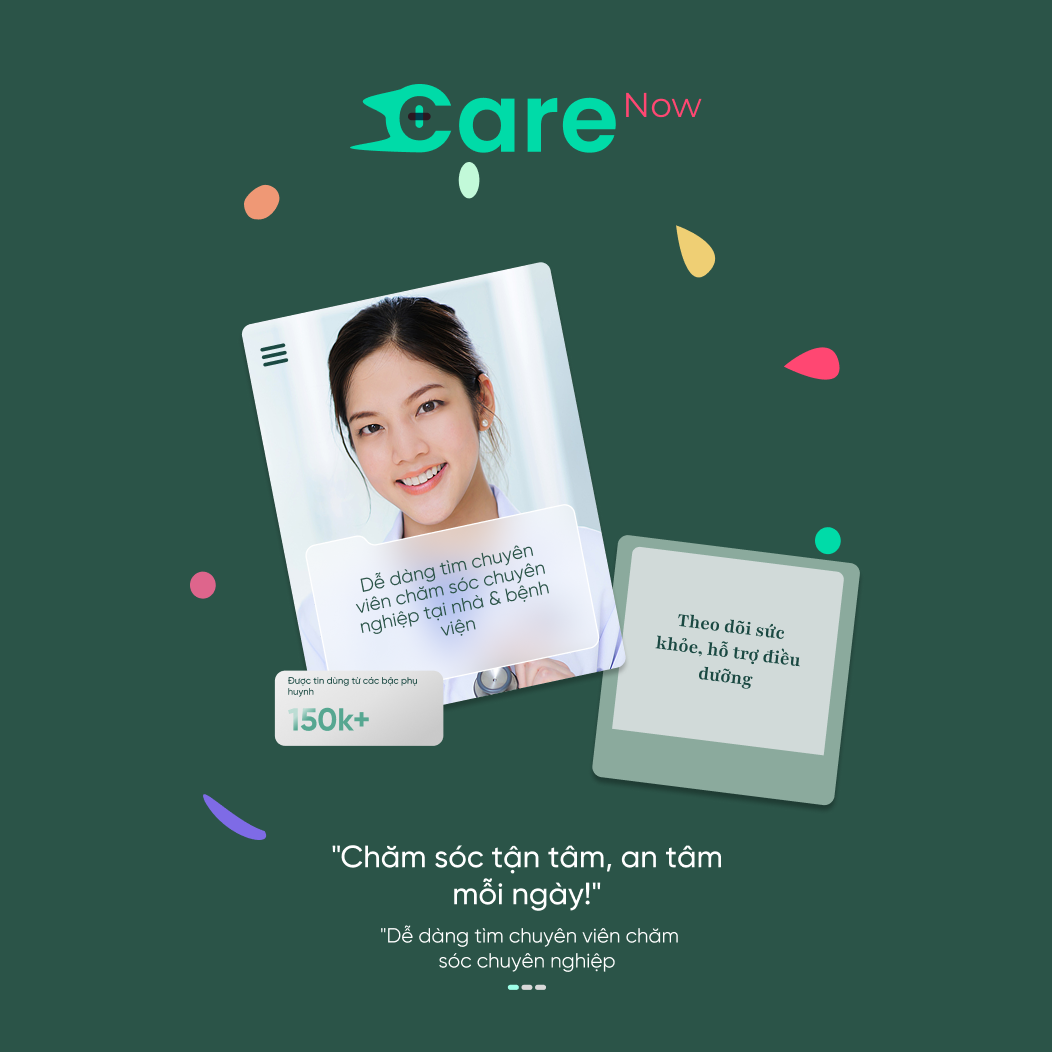 Care Now
Dễ dàng tìm chuyên
viên chăm sóc chuyên
nghiệp tại nhà & bệnh
viện
Theo dõi sức
khỏe, hỗ trợ điều
dưỡng
Được tin dùng từ các bậc phụ
huynh
150k+
"Chăm sóc tận tâm, an tâm
mỗi ngày!"
"Dễ dàng tìm chuyên viên chăm
sóc chuyên nghiệp